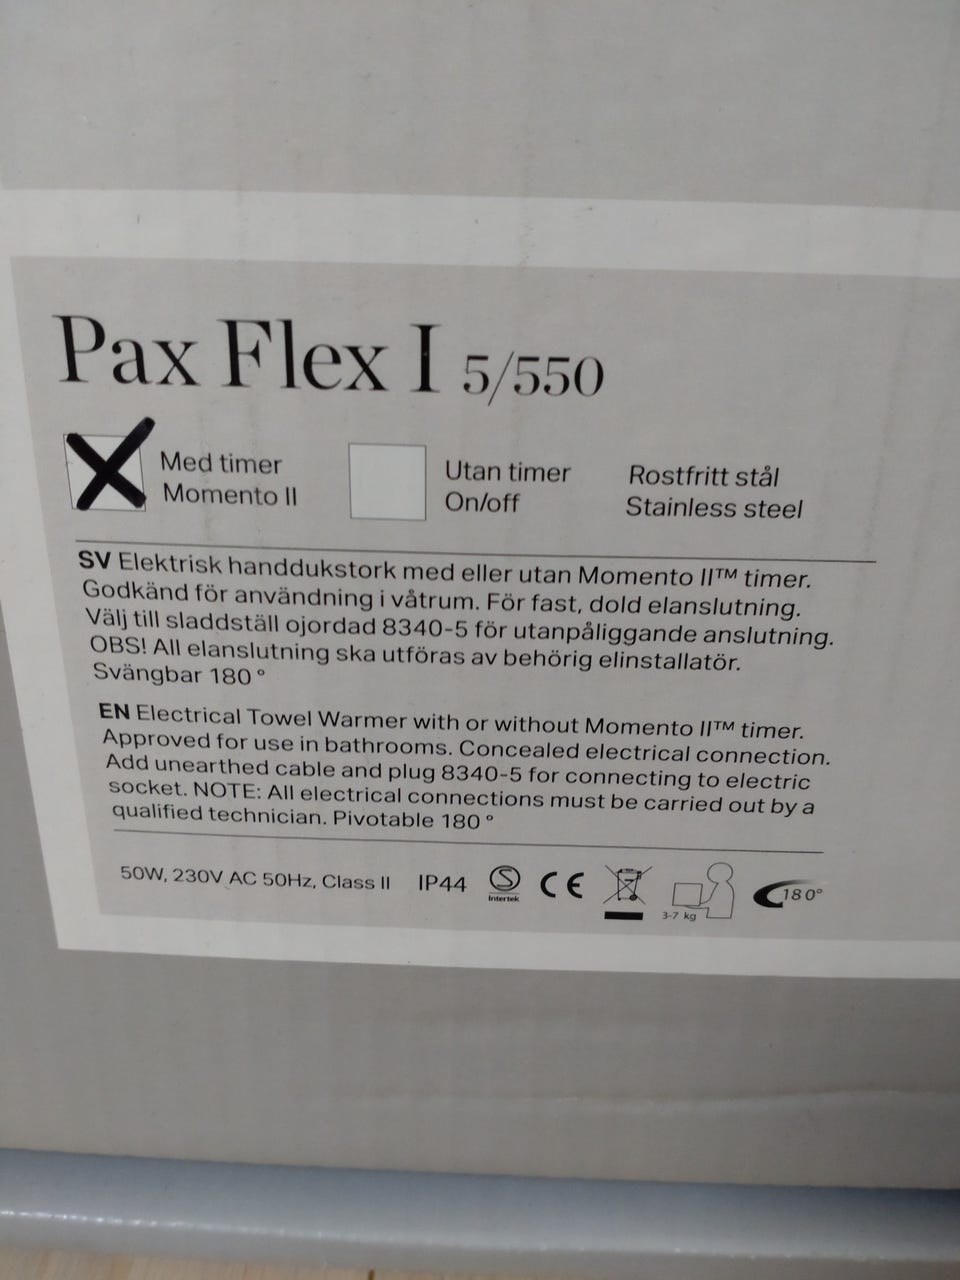 Pax Flex I 5/550
Med timer
Momento II
Utan timer
On/off
Rostfritt stål
Stainless steel
SV Elektrisk handdukstork med eller utan Momento II™ timer.
Godkänd för användning i våtrum. För fast, dold elanslutning.
Välj till sladdställ ojordad 8340-5 för utanpåliggande anslutning.
OBS! All elanslutning ska utföras av behörig elinstallatör.
Svängbar 180°
EN Electrical Towel Warmer with or without Momento II™ timer.
Approved for use in bathrooms. Concealed electrical connection.
Add unearthed cable and plug 8340-5 for connecting to electric
socket. NOTE: All electrical connections must be carried out by a
qualified technician. Pivotable 180°
50W, 230V AC 50Hz, Class II IP44
S
Intertek
CE
3-7 kg
180°